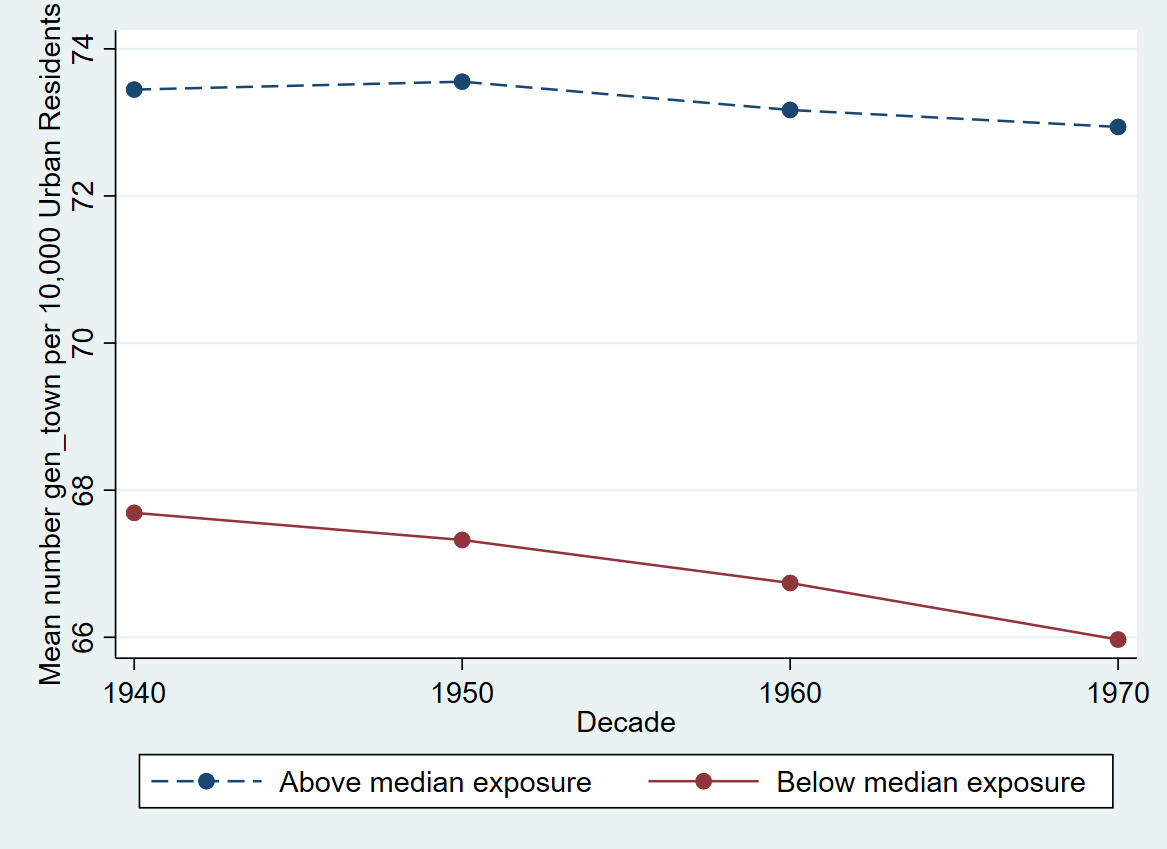 Mean number gen_town per 10,000 Urban Residents
74
72
70
68
66
1940 1950 1960 1970
Decade
Above median exposure Below median exposure